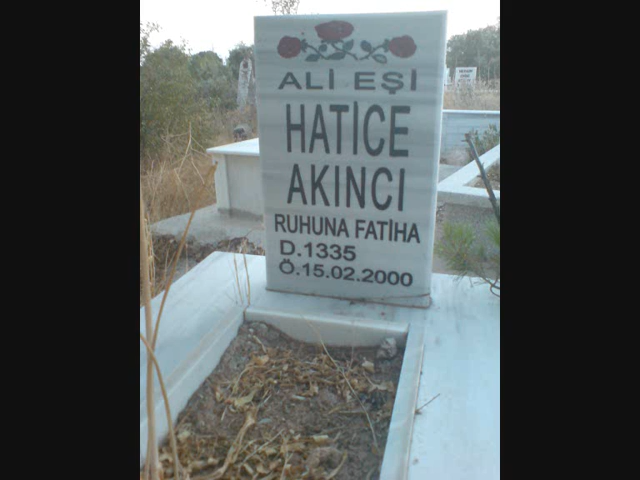 ALİ EŞİ
HATİCE
AKINCI
RUHUNA FATİHA
D.1335
Ö.15.02.2000